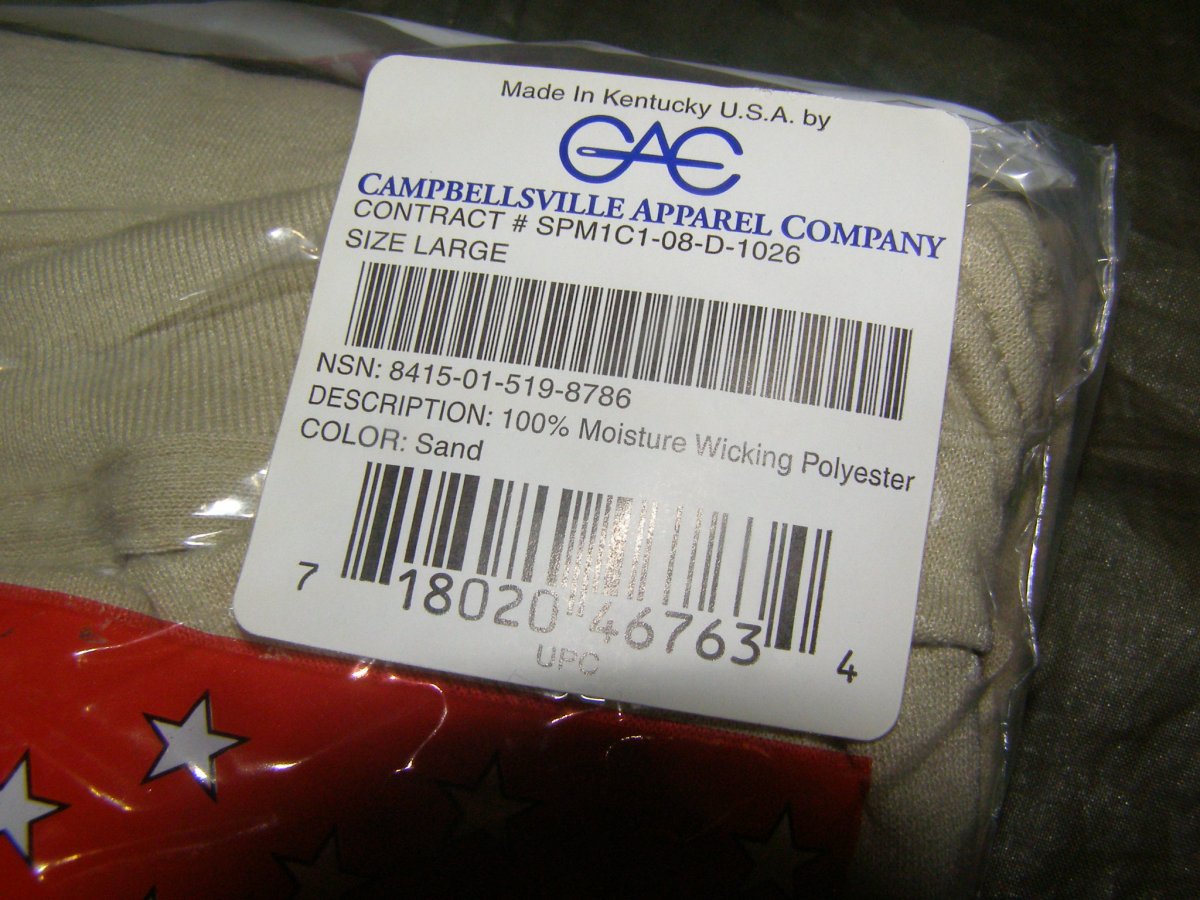 Made In Kentucky U.S.A. by
CAC
CAMPBELLSVILLE APPAREL COMPANY
CONTRACT # SPM1C1-08-D-1026
SIZE LARGE
NSN: 8415-01-519-8786
DESCRIPTION: 100% Moisture Wicking Polyester
COLOR: Sand
7 18020 46763 4
UPC